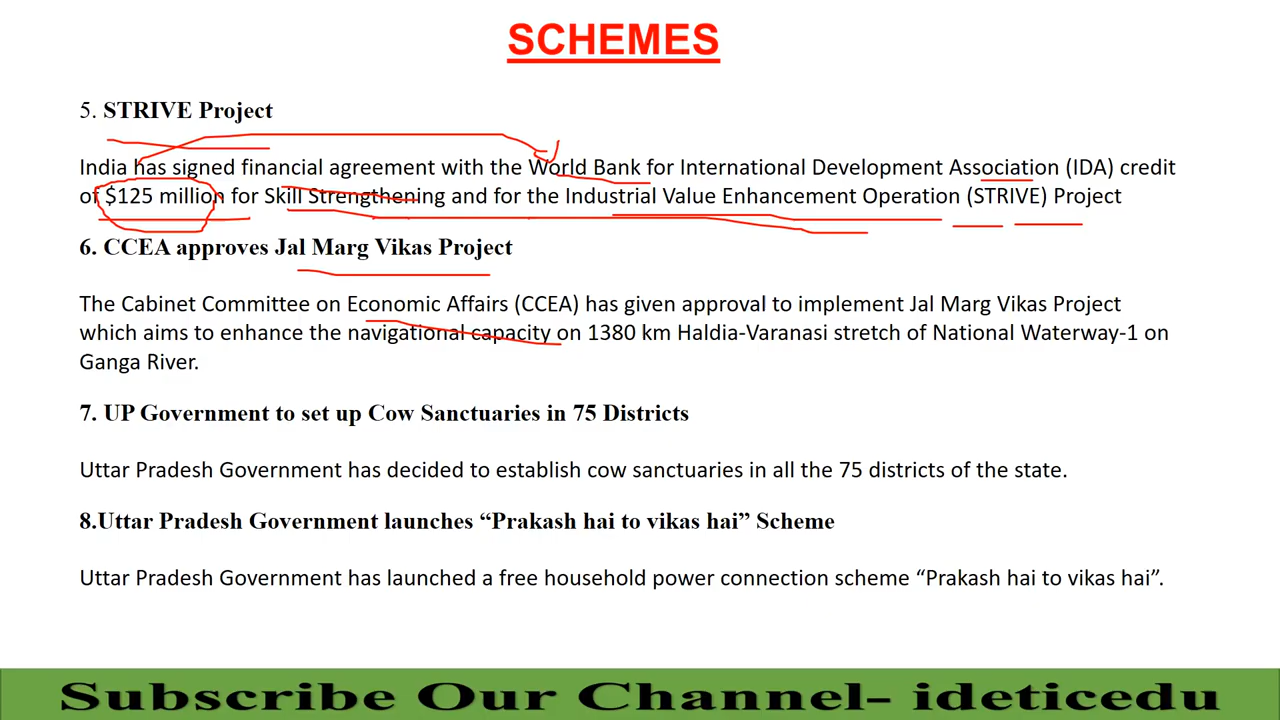 SCHEMES
5. STRIVE Project
India has signed financial agreement with the World Bank for International Development Association (IDA) credit
of $125 million for Skill Strengthening and for the Industrial Value Enhancement Operation (STRIVE) Project
6. CCEA approves Jal Marg Vikas Project
The Cabinet Committee on Economic Affairs (CCEA) has given approval to implement Jal Marg Vikas Project
which aims to enhance the navigational capacity on 1380 km Haldia-Varanasi stretch of National Waterway-1 on
Ganga River.
7. UP Government to set up Cow Sanctuaries in 75 Districts
Uttar Pradesh Government has decided to establish cow sanctuaries in all the 75 districts of the state.
8.Uttar Pradesh Government launches “Prakash hai to vikas hai” Scheme
Uttar Pradesh Government has launched a free household power connection scheme “Prakash hai to vikas hai”.
Subscribe Our Channel- ideticedu